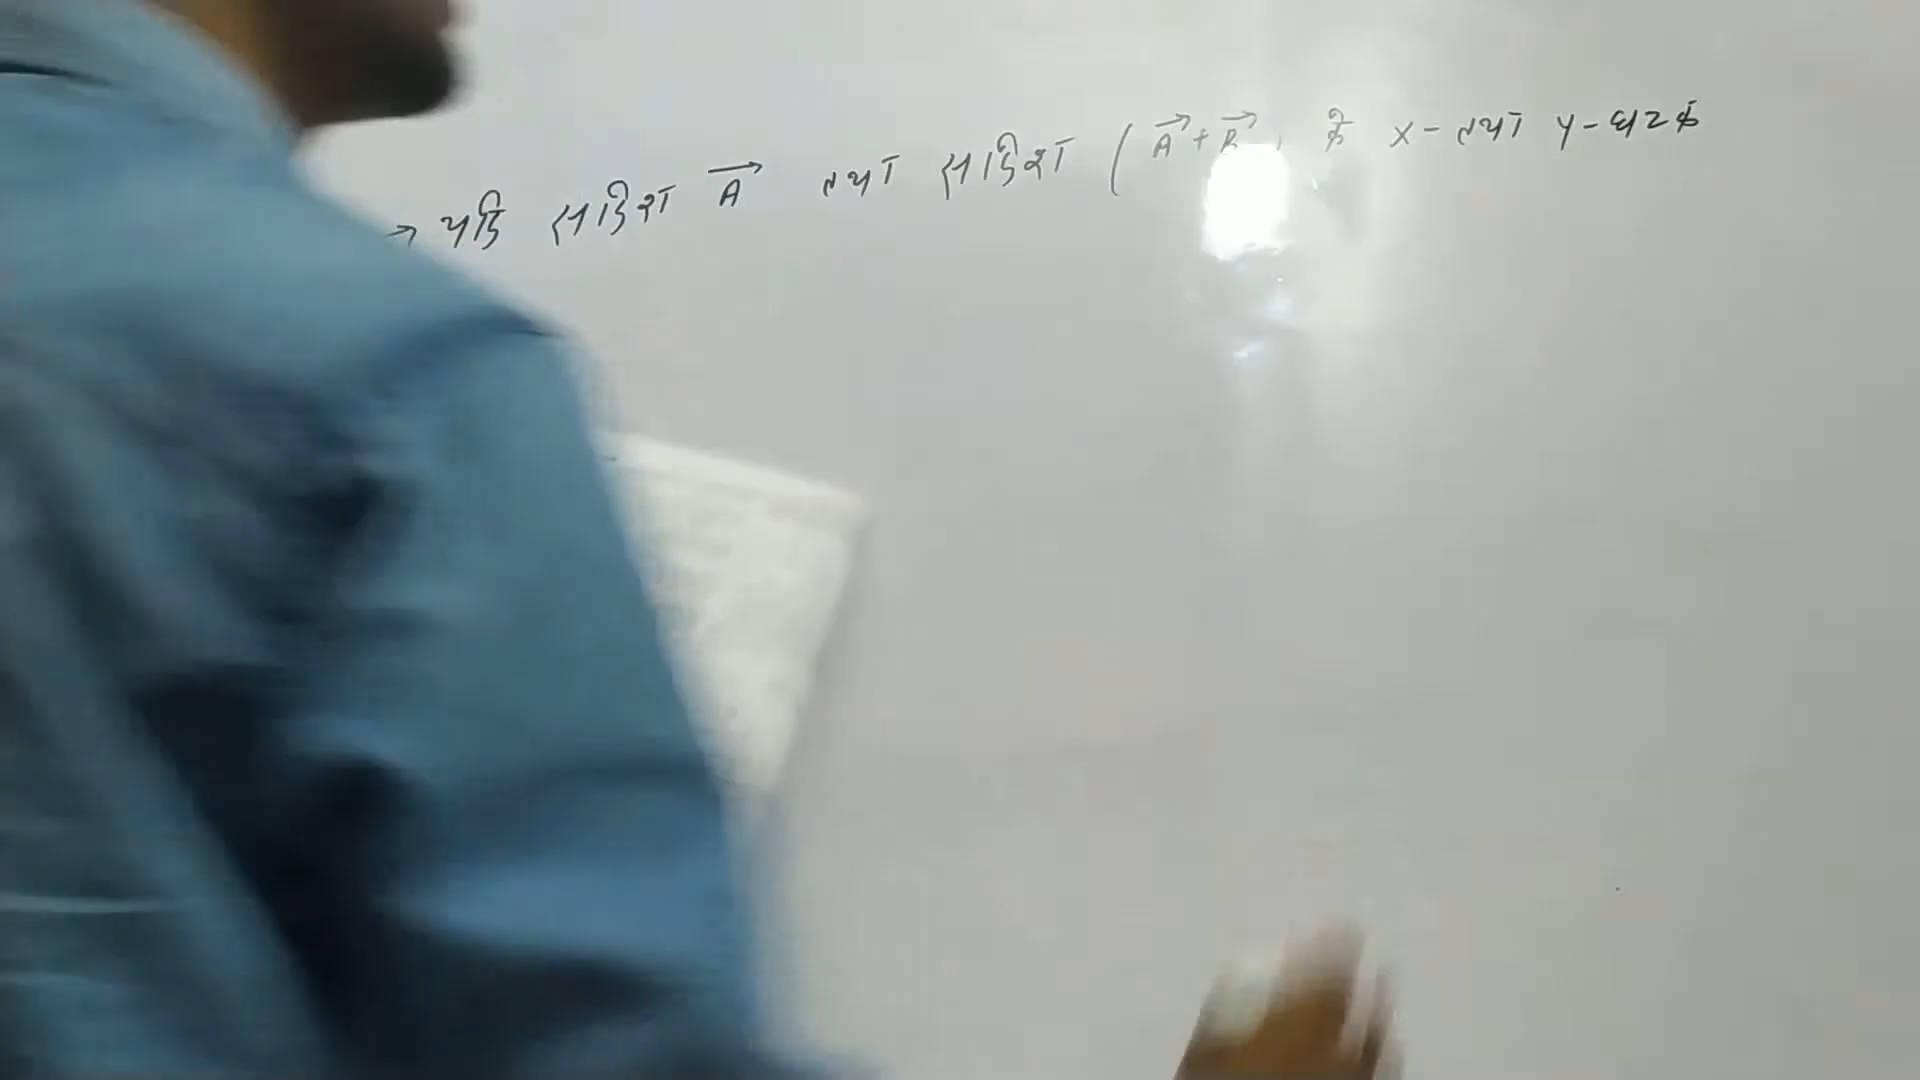 → यदि सदिश A⃗ तथा सदिश (A⃗ + B⃗) के x- तथा y-घटक